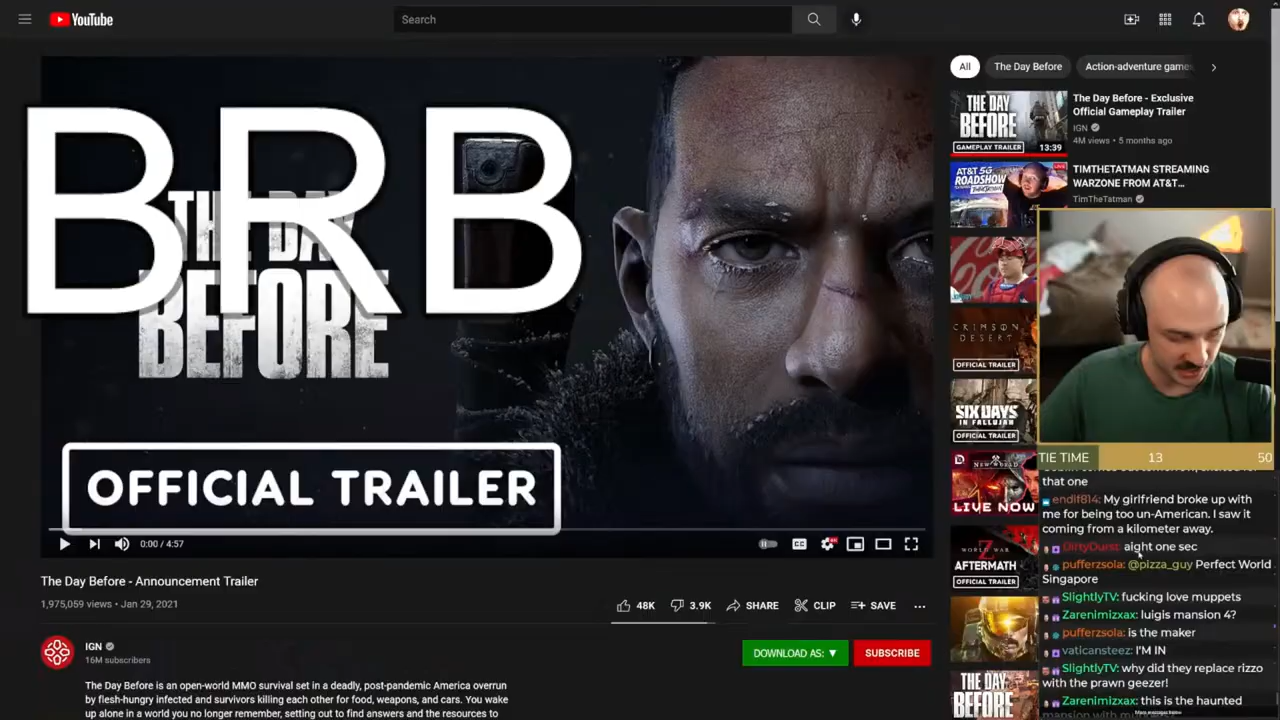 YouTube
Search
BRB
THE DAY
BEFORE
OFFICIAL TRAILER
0:00 / 4:57
The Day Before - Announcement Trailer
1,975,059 views • Jan 29, 2021
48K
3.9K
SHARE
CLIP
SAVE
IGN
16M subscribers
DOWNLOAD AS: ▼
SUBSCRIBE
The Day Before is an open-world MMO survival set in a deadly, post-pandemic America overrun
by flesh-hungry infected and survivors killing each other for food, weapons, and cars. You wake
up alone in a world you no longer remember, setting out to find answers and the resources to
All
The Day Before
Action-adventure game
THE DAY
BEFORE
GAMEPLAY TRAILER
13:39
The Day Before - Exclusive
Official Gameplay Trailer
IGN
4M views • 5 months ago
AT&T 5G
ROADSHOW
LIVE
TIMTHETATMAN STREAMING
WARZONE FROM AT&T...
TimTheTatman
CRIMSON
DESERT
OFFICIAL TRAILER
SIX DAYS
IN FALLUJAH
OFFICIAL TRAILER
NEW WORLD
LIVE NOW
WORLD WAR
AFTERMATH
OFFICIAL TRAILER
THE DAY
BEFORE
TIE TIME
13
50
that one
endlf814: My girlfriend broke up with
me for being too un-American. I saw it
coming from a kilometer away.
DirtyDurst: aight one sec
pufferzsola: @pizza_guy Perfect World
Singapore
SlightlyTV: fucking love muppets
Zarenimizxax: luigis mansion 4?
pufferzsola: is the maker
vaticansteez: I'M IN
SlightlyTV: why did they replace rizzo
with the prawn geezer!
Zarenimizxax: this is the haunted